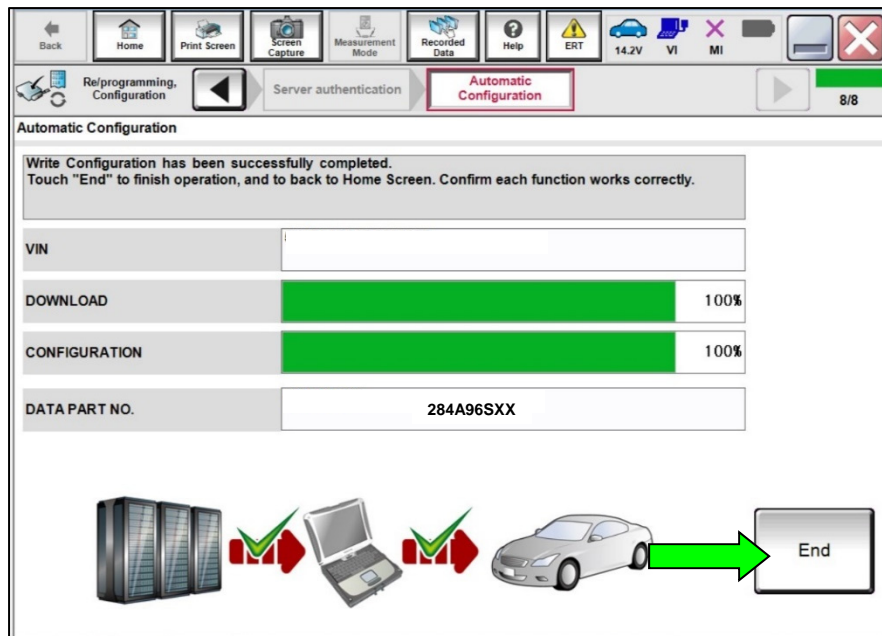 Back
Home
Print Screen
Screen
Capture
Measurement
Mode
Recorded
Data
Help
ERT
14.2V
VI
MI
Re/programming,
Configuration
Server authentication
Automatic
Configuration
8/8
Automatic Configuration
Write Configuration has been successfully completed.
Touch "End" to finish operation, and to back to Home Screen. Confirm each function works correctly.
VIN
DOWNLOAD
100%
CONFIGURATION
100%
DATA PART NO.
284A96SXX
End